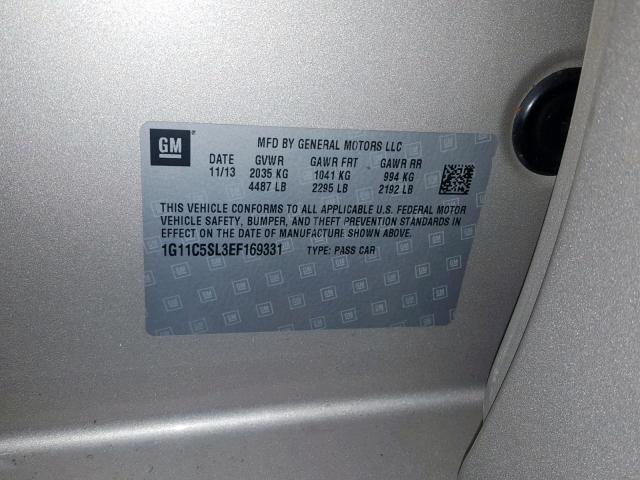 GM MFD BY GENERAL MOTORS LLC
DATE GVWR GAWR FRT GAWR RR
11/13 2035 KG 1041 KG 994 KG
4487 LB 2295 LB 2192 LB
THIS VEHICLE CONFORMS TO ALL APPLICABLE U.S. FEDERAL MOTOR
VEHICLE SAFETY, BUMPER, AND THEFT PREVENTION STANDARDS IN
EFFECT ON THE DATE OF MANUFACTURE SHOWN ABOVE.
1G11C5SL3EF169331 TYPE: PASS CAR